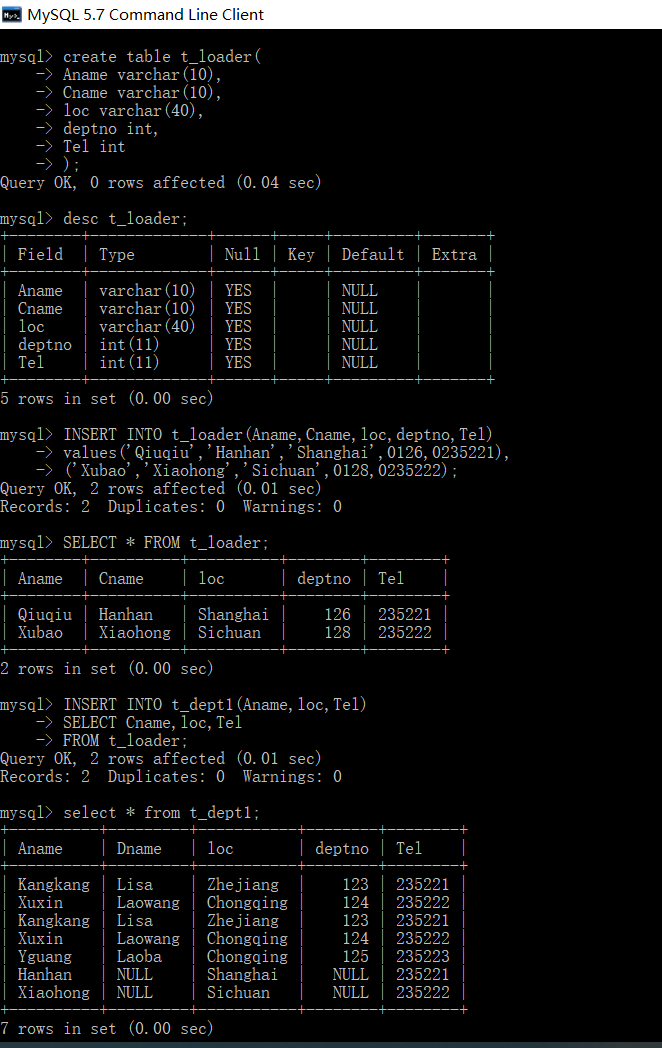 MySQL 5.7 Command Line Client
mysql> create table t_loader(
    -> Aname varchar(10),
    -> Cname varchar(10),
    -> loc varchar(40),
    -> deptno int,
    -> Tel int
    -> );
Query OK, 0 rows affected (0.04 sec)
mysql> desc t_loader;
+--------+-------------+------+-----+---------+-------+
| Field  | Type        | Null | Key | Default | Extra |
+--------+-------------+------+-----+---------+-------+
| Aname  | varchar(10) | YES  |     | NULL    |       |
| Cname  | varchar(10) | YES  |     | NULL    |       |
| loc    | varchar(40) | YES  |     | NULL    |       |
| deptno | int(11)     | YES  |     | NULL    |       |
| Tel    | int(11)     | YES  |     | NULL    |       |
+--------+-------------+------+-----+---------+-------+
5 rows in set (0.00 sec)
mysql> INSERT INTO t_loader(Aname,Cname,loc,deptno,Tel)
    -> values('Qiuqiu','Hanhan','Shanghai',0126,0235221),
    -> ('Xubao','Xiaohong','Sichuan',0128,0235222);
Query OK, 2 rows affected (0.01 sec)
Records: 2  Duplicates: 0  Warnings: 0
mysql> SELECT * FROM t_loader;
+--------+----------+----------+--------+--------+
| Aname  | Cname    | loc      | deptno | Tel    |
+--------+----------+----------+--------+--------+
| Qiuqiu | Hanhan   | Shanghai |    126 | 235221 |
| Xubao  | Xiaohong | Sichuan  |    128 | 235222 |
+--------+----------+----------+--------+--------+
2 rows in set (0.00 sec)
mysql> INSERT INTO t_dept1(Aname,loc,Tel)
    -> SELECT Cname,loc,Tel
    -> FROM t_loader;
Query OK, 2 rows affected (0.01 sec)
Records: 2  Duplicates: 0  Warnings: 0
mysql> select * from t_dept1;
+----------+---------+-----------+--------+--------+
| Aname    | Dname   | loc       | deptno | Tel    |
+----------+---------+-----------+--------+--------+
| Kangkang | Lisa    | Zhejiang  |    123 | 235221 |
| Xuxin    | Laowang | Chongqing |    124 | 235222 |
| Kangkang | Lisa    | Zhejiang  |    123 | 235221 |
| Xuxin    | Laowang | Chongqing |    124 | 235222 |
| Yguang   | Laoba   | Chongqing |    125 | 235223 |
| Hanhan   | NULL    | Shanghai  |   NULL | 235221 |
| Xiaohong | NULL    | Sichuan   |   NULL | 235222 |
+----------+---------+-----------+--------+--------+
7 rows in set (0.00 sec)